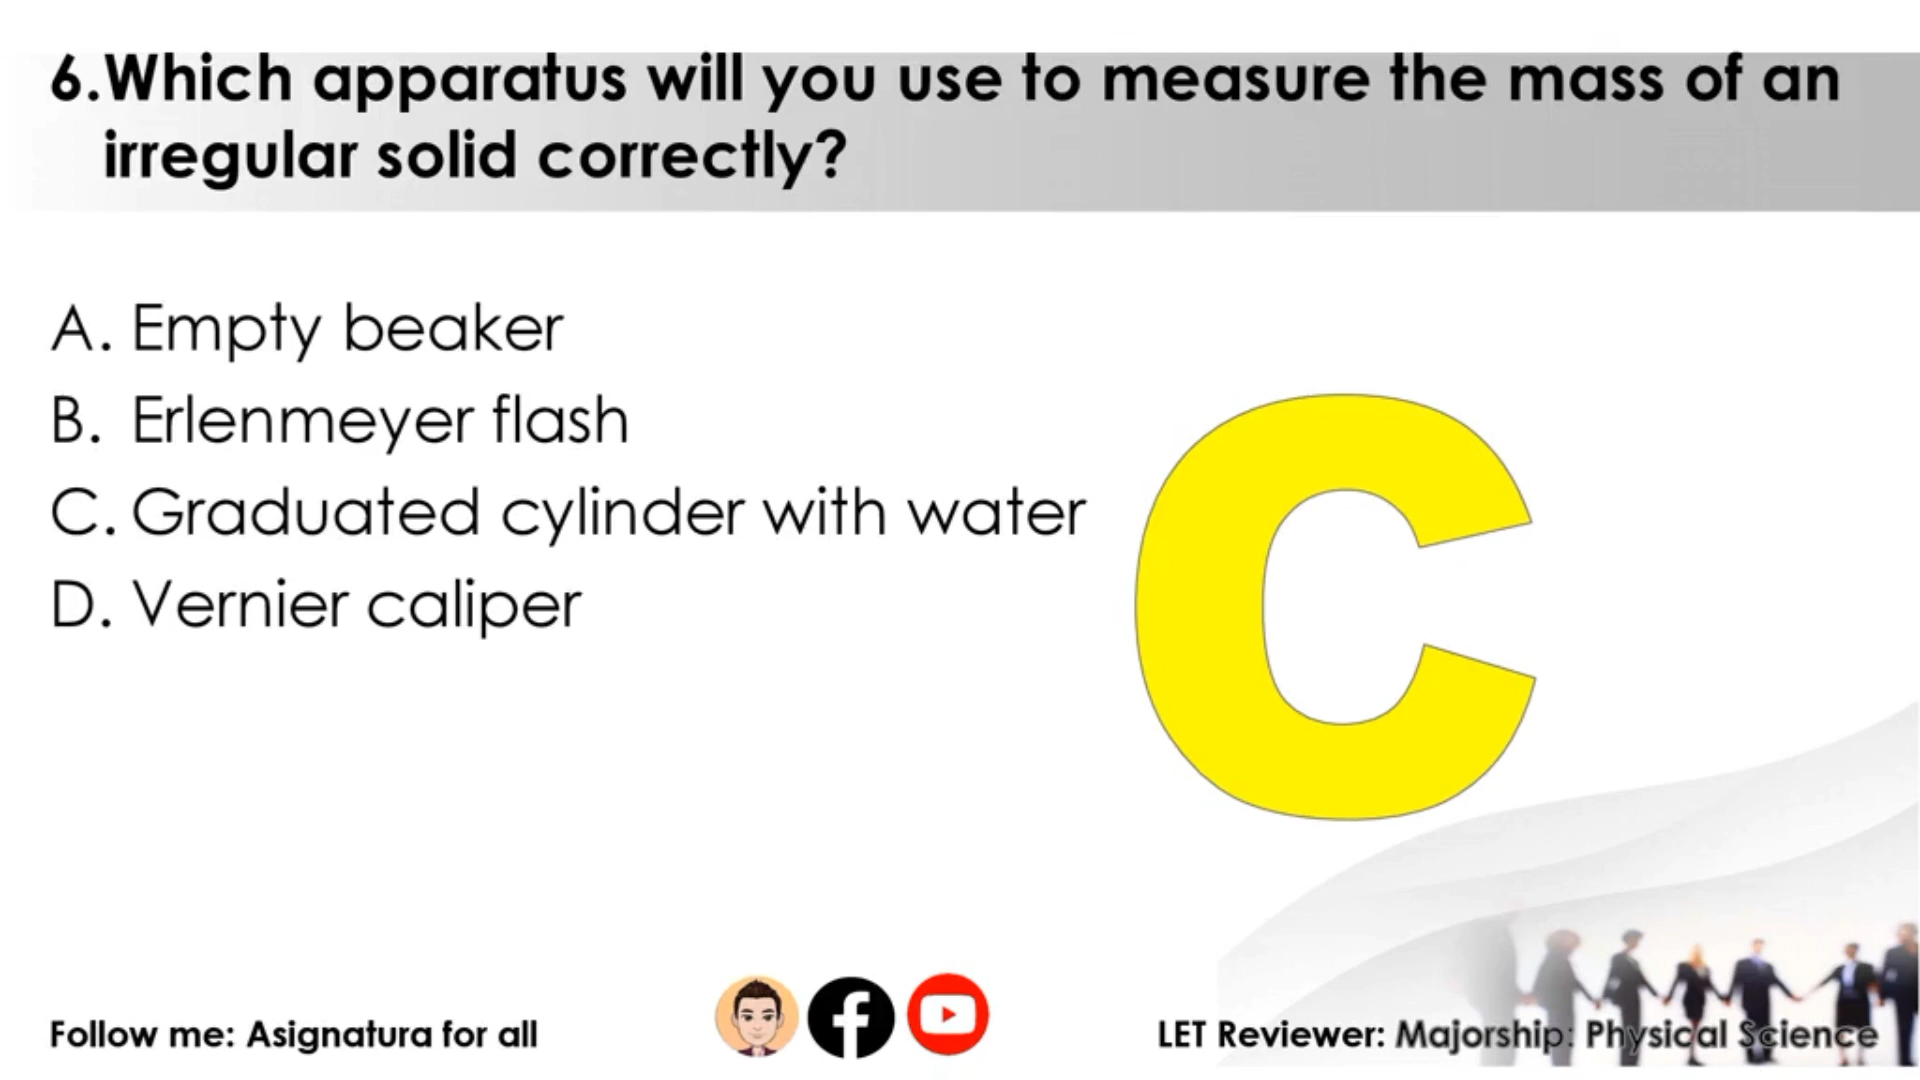 6.Which apparatus will you use to measure the mass of an
irregular solid correctly?
A. Empty beaker
B. Erlenmeyer flash
C. Graduated cylinder with water
D. Vernier caliper
C
Follow me: Asignatura for all
LET Reviewer: Majorship: Physical Science